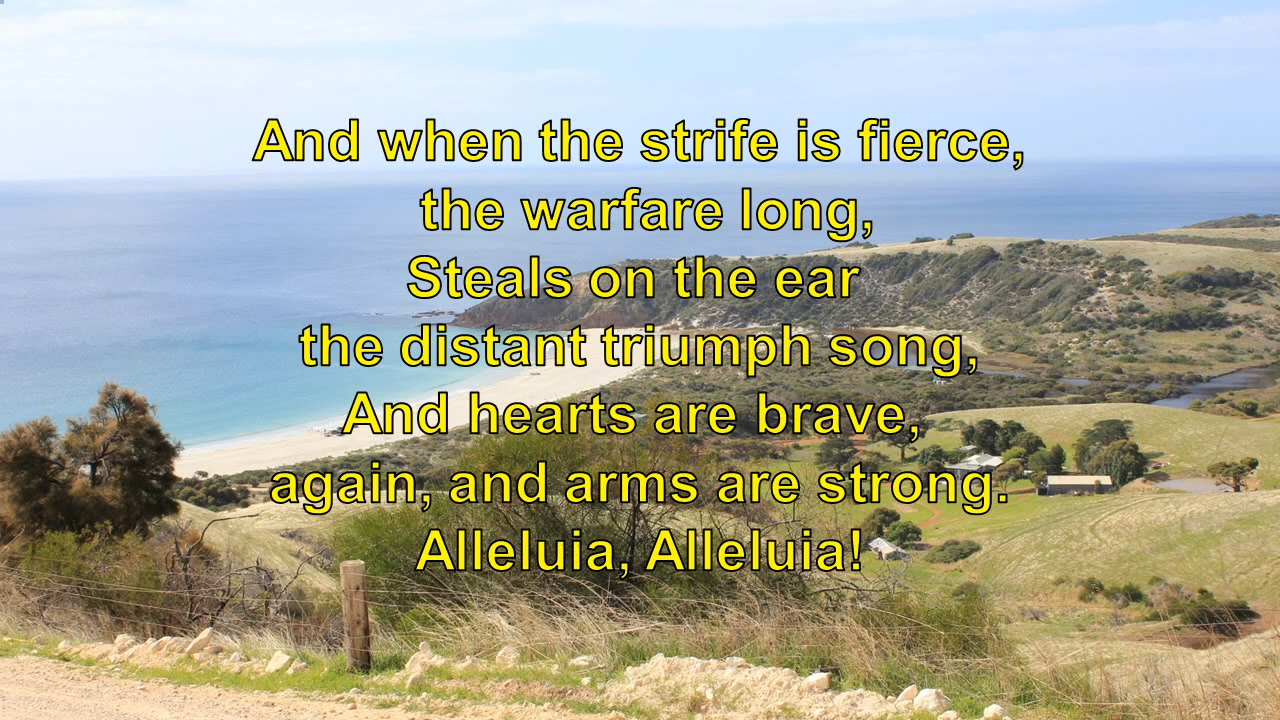 And when the strife is fierce,
the warfare long,
Steals on the ear
the distant triumph song,
And hearts are brave,
again, and arms are strong.
Alleluia, Alleluia!